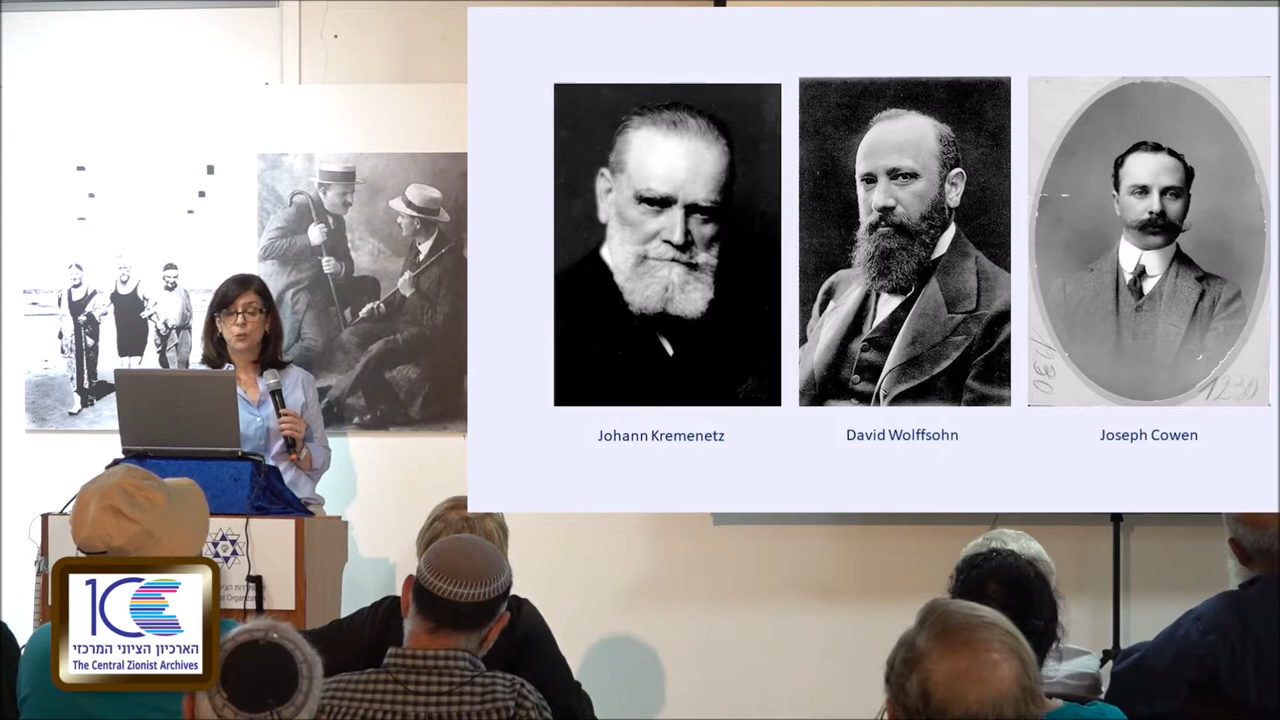 Johann Kremenetz
David Wolffsohn
Joseph Cowen
1230
הארכיון הציוני המרכזי
The Central Zionist Archives